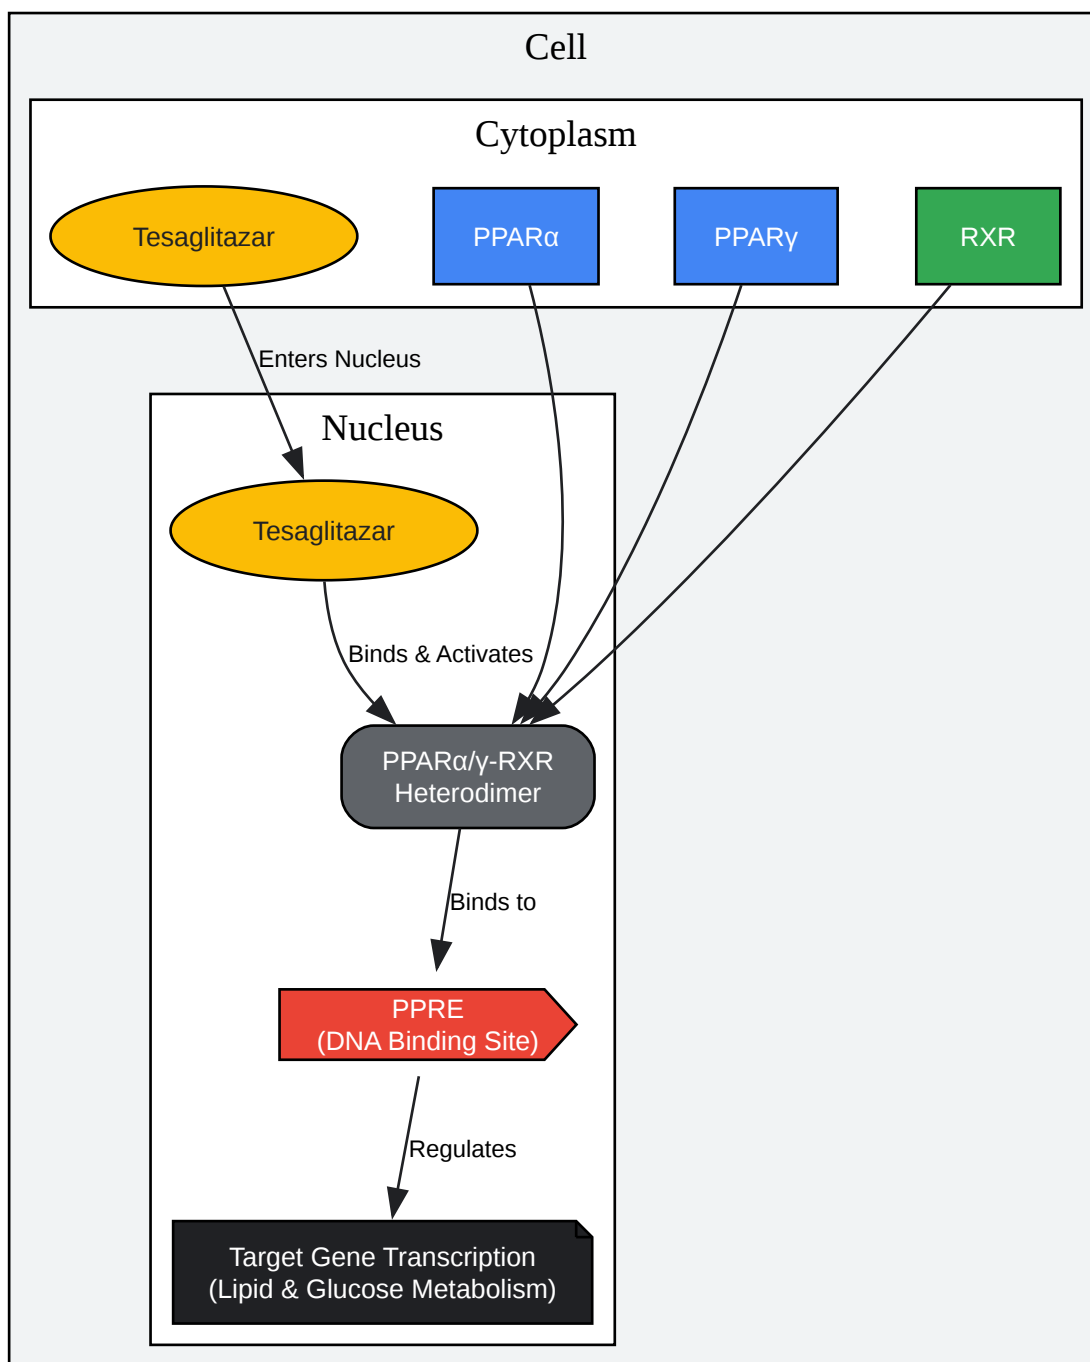 Cell
Cytoplasm
Tesaglitazar
PPARα
PPARγ
RXR
Enters Nucleus
Nucleus
Tesaglitazar
Binds & Activates
PPARα/γ-RXR
Heterodimer
Binds to
PPRE
(DNA Binding Site)
Regulates
Target Gene Transcription
(Lipid & Glucose Metabolism)